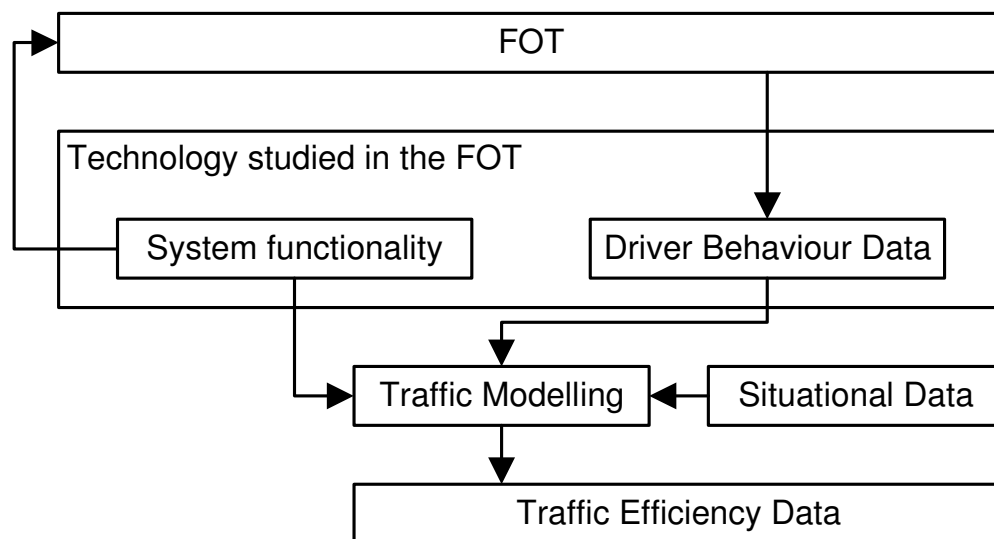 FOT
Technology studied in the FOT
System functionality
Driver Behaviour Data
Traffic Modelling
Situational Data
Traffic Efficiency Data